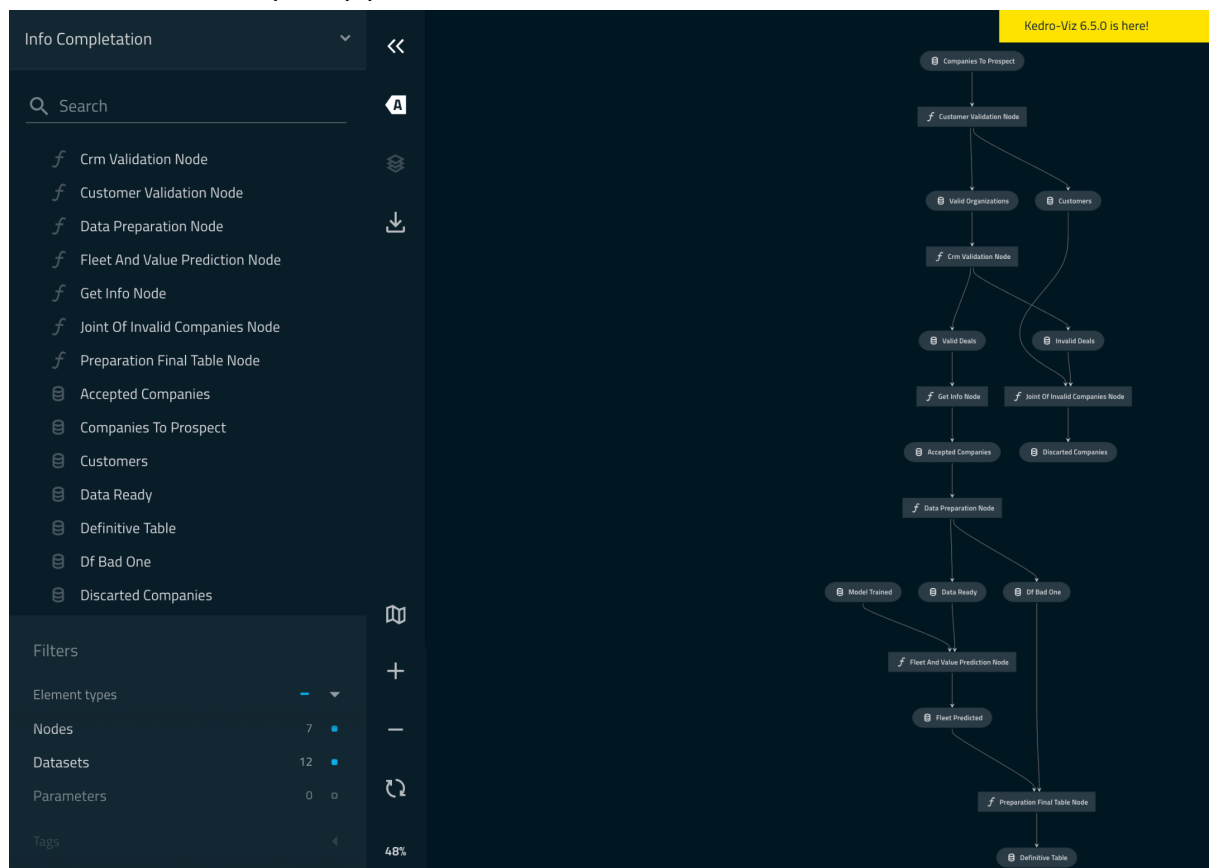 Info Completation
Search
Crm Validation Node
Customer Validation Node
Data Preparation Node
Fleet And Value Prediction Node
Get Info Node
Joint Of Invalid Companies Node
Preparation Final Table Node
Accepted Companies
Companies To Prospect
Customers
Data Ready
Definitive Table
Df Bad One
Discarted Companies
Filters
Element types
Nodes 7
Datasets 12
Parameters 0
Tags
A
48%
Kedro-Viz 6.5.0 is here!
Companies To Prospect
Customer Validation Node
Valid Organizations
Customers
Crm Validation Node
Valid Deals
Invalid Deals
Get Info Node
Joint Of Invalid Companies Node
Accepted Companies
Discarted Companies
Data Preparation Node
Model Trained
Data Ready
Df Bad One
Fleet And Value Prediction Node
Fleet Predicted
Preparation Final Table Node
Definitive Table